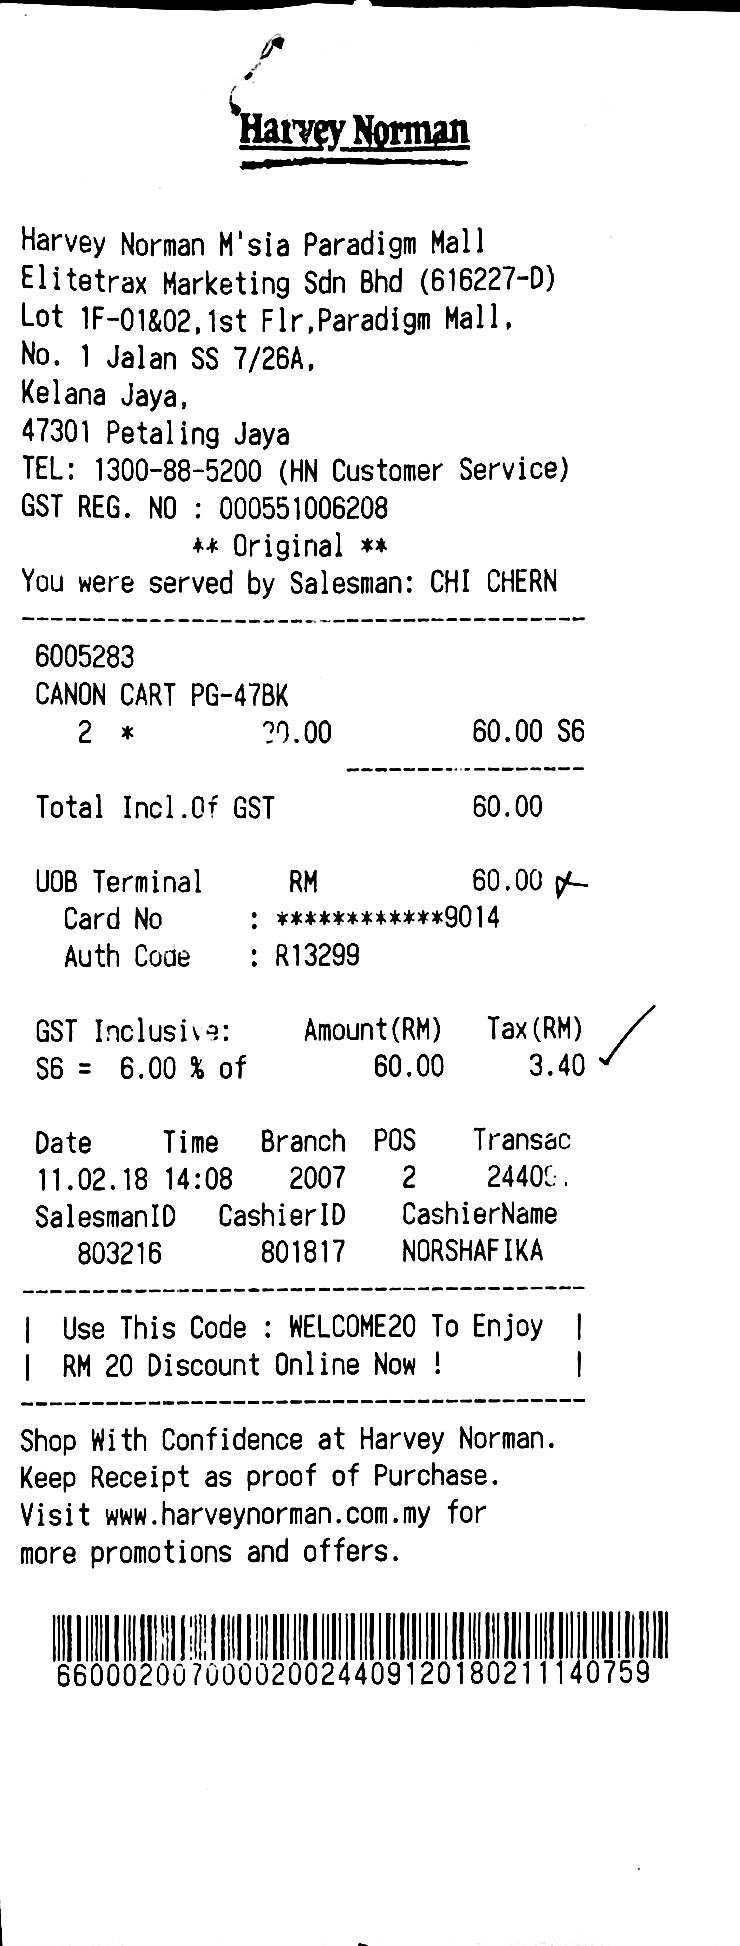 Harvey Norman
Harvey Norman M'sia Paradigm Mall
Elitetrax Marketing Sdn Bhd (616227-D)
Lot 1F-01&02,1st Flr,Paradigm Mall,
No. 1 Jalan SS 7/26A,
Kelana Jaya,
47301 Petaling Jaya
TEL: 1300-88-5200 (HN Customer Service)
GST REG. NO : 000551006208
** Original **
You were served by Salesman: CHI CHERN
6005283
CANON CART PG-47BK
2 * 60.00 S6
Total Incl.Of GST 60.00
UOB Terminal RM 60.00
Card No : ************9014
Auth Code : R13299
GST Inclusive: Amount(RM) Tax(RM)
S6 = 6.00 % of 60.00 3.40
Date Time Branch POS Transac
11.02.18 14:08 2007 2
SalesmanID CashierID CashierName
803216 801817 NORSHAFIKA
| Use This Code : WELCOME20 To Enjoy |
| RM 20 Discount Online Now ! |
Shop With Confidence at Harvey Norman.
Keep Receipt as proof of Purchase.
Visit www.harveynorman.com.my for
more promotions and offers.
660002007000020024409120180211140759